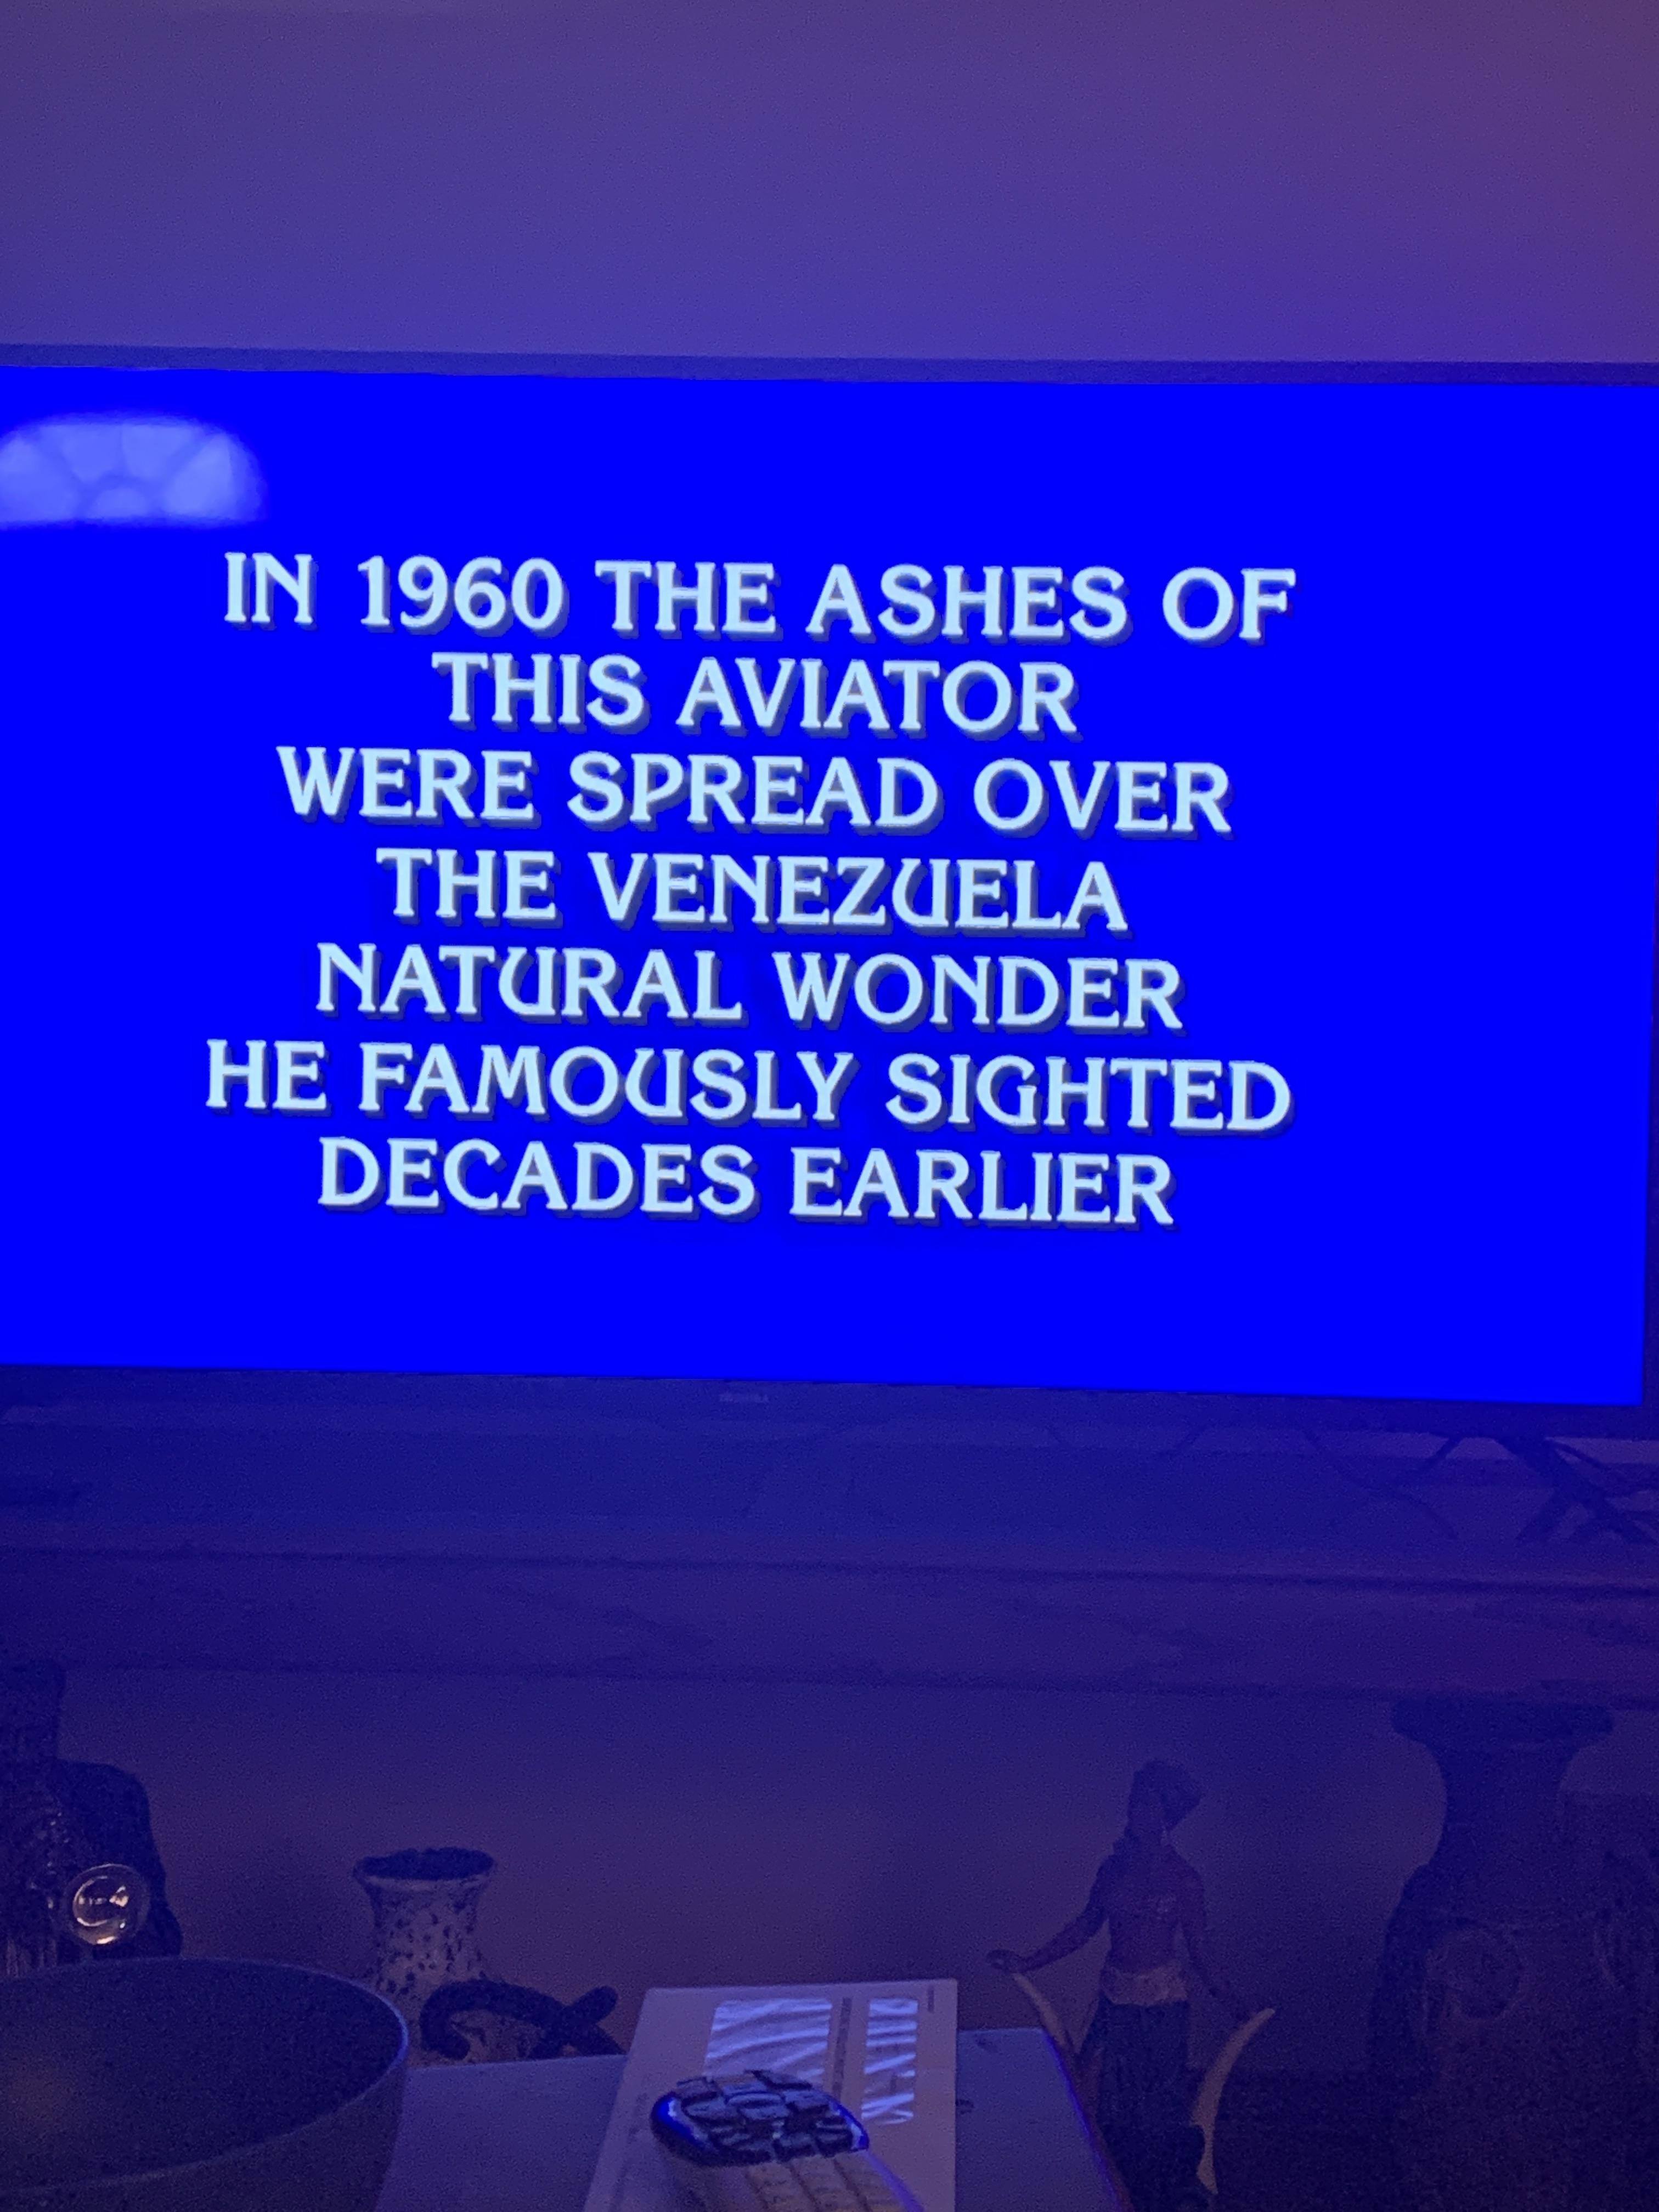 IN 1960 THE ASHES OF
THIS AVIATOR
WERE SPREAD OVER
THE VENEZUELA
NATURAL WONDER
HE FAMOUSLY SIGHTED
DECADES EARLIER